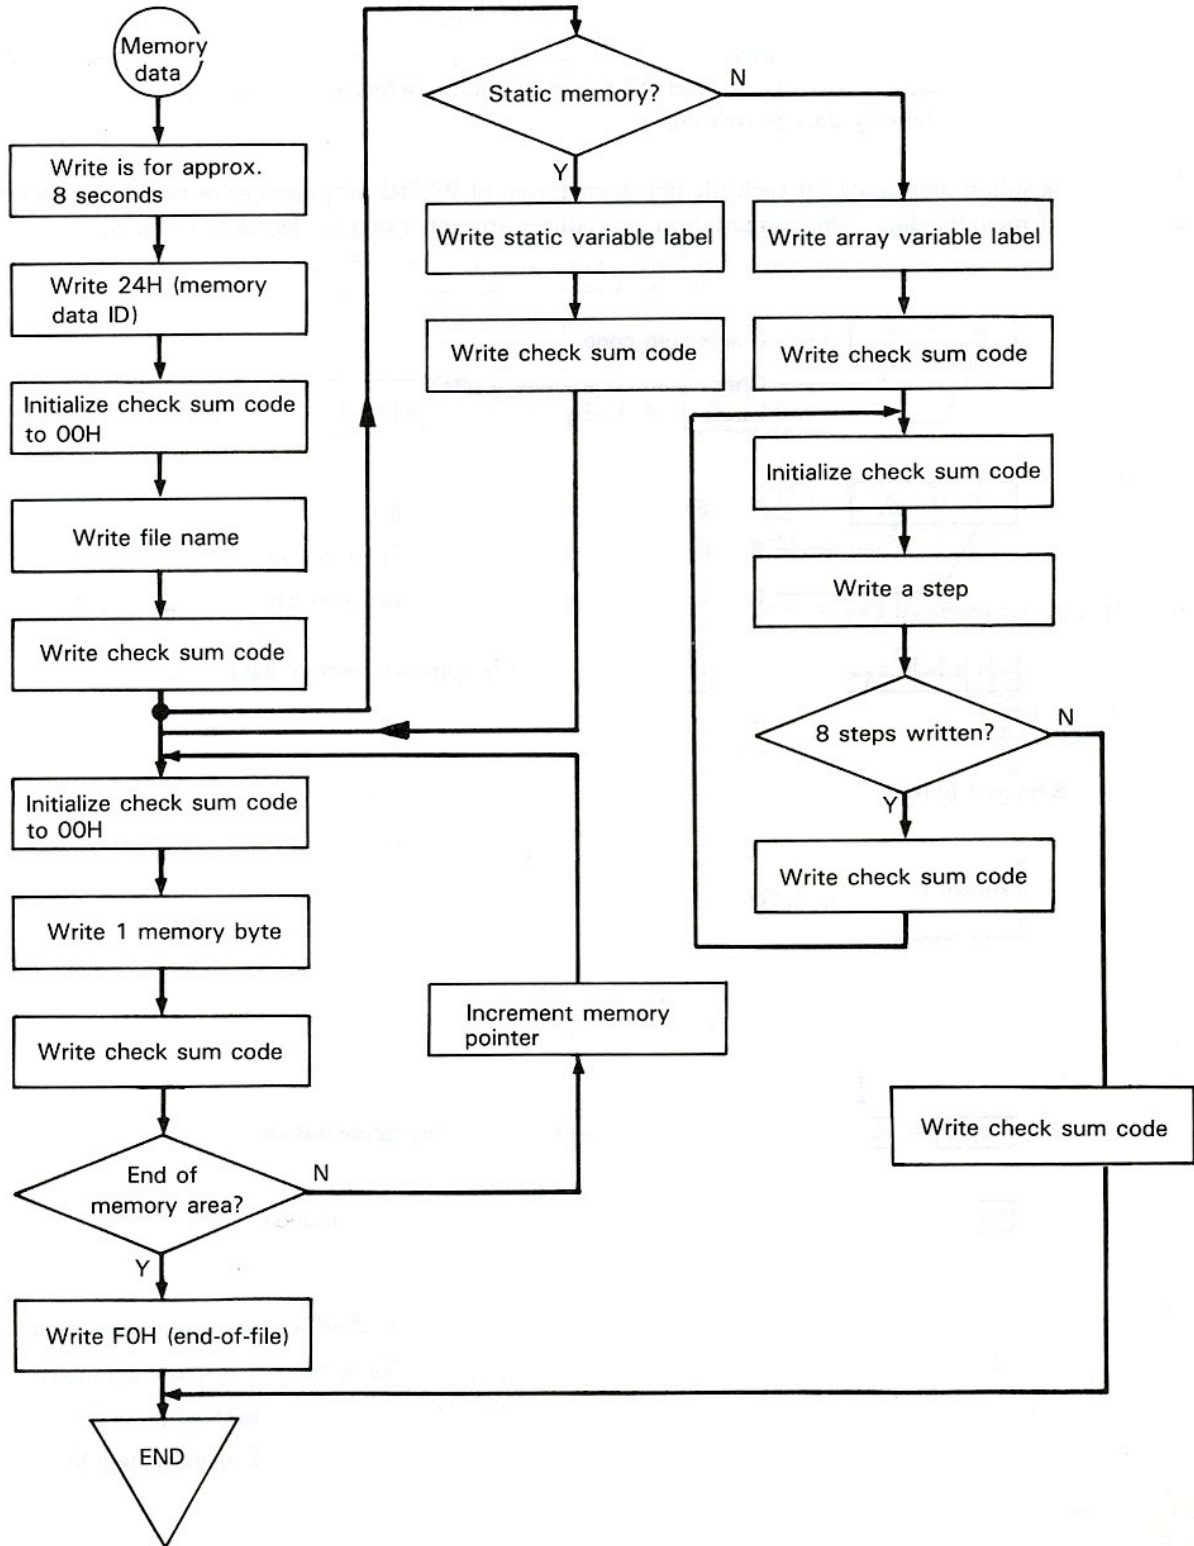 Memory
data
Write is for approx.
8 seconds
Write 24H (memory
data ID)
Initialize check sum code
to 00H
Write file name
Write check sum code
Initialize check sum code
to 00H
Write 1 memory byte
Write check sum code
End of
memory area?
N
Y
Write F0H (end-of-file)
END
Increment memory
pointer
Static memory?
N
Y
Write static variable label
Write check sum code
Write array variable label
Write check sum code
Initialize check sum code
Write a step
8 steps written?
N
Y
Write check sum code
Write check sum code